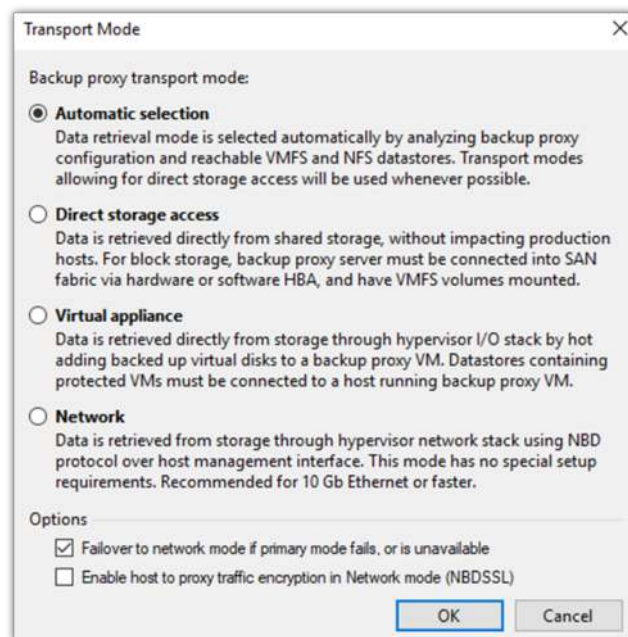 Transport Mode
Backup proxy transport mode:
Automatic selection
Data retrieval mode is selected automatically by analyzing backup proxy
configuration and reachable VMFS and NFS datastores. Transport modes
allowing for direct storage access will be used whenever possible.
Direct storage access
Data is retrieved directly from shared storage, without impacting production
hosts. For block storage, backup proxy server must be connected into SAN
fabric via hardware or software HBA, and have VMFS volumes mounted.
Virtual appliance
Data is retrieved directly from storage through hypervisor I/O stack by hot
adding backed up virtual disks to a backup proxy VM. Datastores containing
protected VMs must be connected to a host running backup proxy VM.
Network
Data is retrieved from storage through hypervisor network stack using NBD
protocol over host management interface. This mode has no special setup
requirements. Recommended for 10 Gb Ethernet or faster.
Options
Failover to network mode if primary mode fails, or is unavailable
Enable host to proxy traffic encryption in Network mode (NBDSSL)
OK Cancel